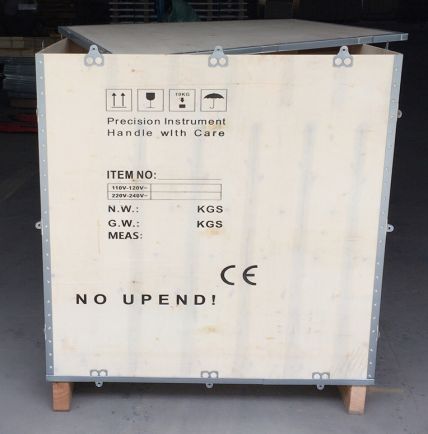 10KG
Precision Instrument
Handle with Care
ITEM NO:
110V-120V~
220V-240V~
N.W.: KGS
G.W.: KGS
MEAS:
CE
NO UPEND!